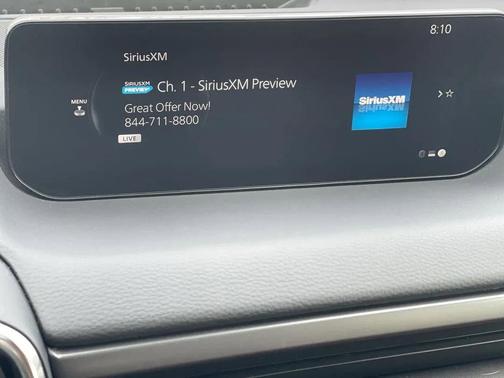 8:10
SiriusXM
SIRIUSXM
PREVIEW
Ch. 1 - SiriusXM Preview
MENU
Great Offer Now!
844-711-8800
LIVE
SiriusXM